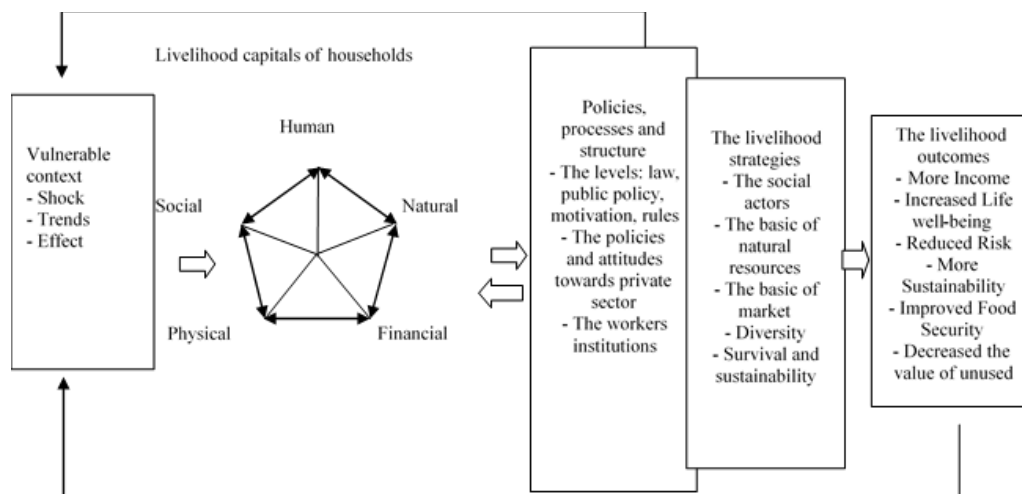 Livelihood capitals of households
Vulnerable
context
- Shock
- Trends
- Effect
Human
Social
Natural
Physical
Financial
Policies,
processes and
structure
- The levels: law,
public policy,
motivation, rules
- The policies
and attitudes
towards private
sector
- The workers
institutions
The livelihood
strategies
- The social
actors
- The basic of
natural
resources
- The basic of
market
- Diversity
- Survival and
sustainability
The livelihood
outcomes
- More Income
- Increased Life
well-being
- Reduced Risk
- More
Sustainability
- Improved Food
Security
- Decreased the
value of unused